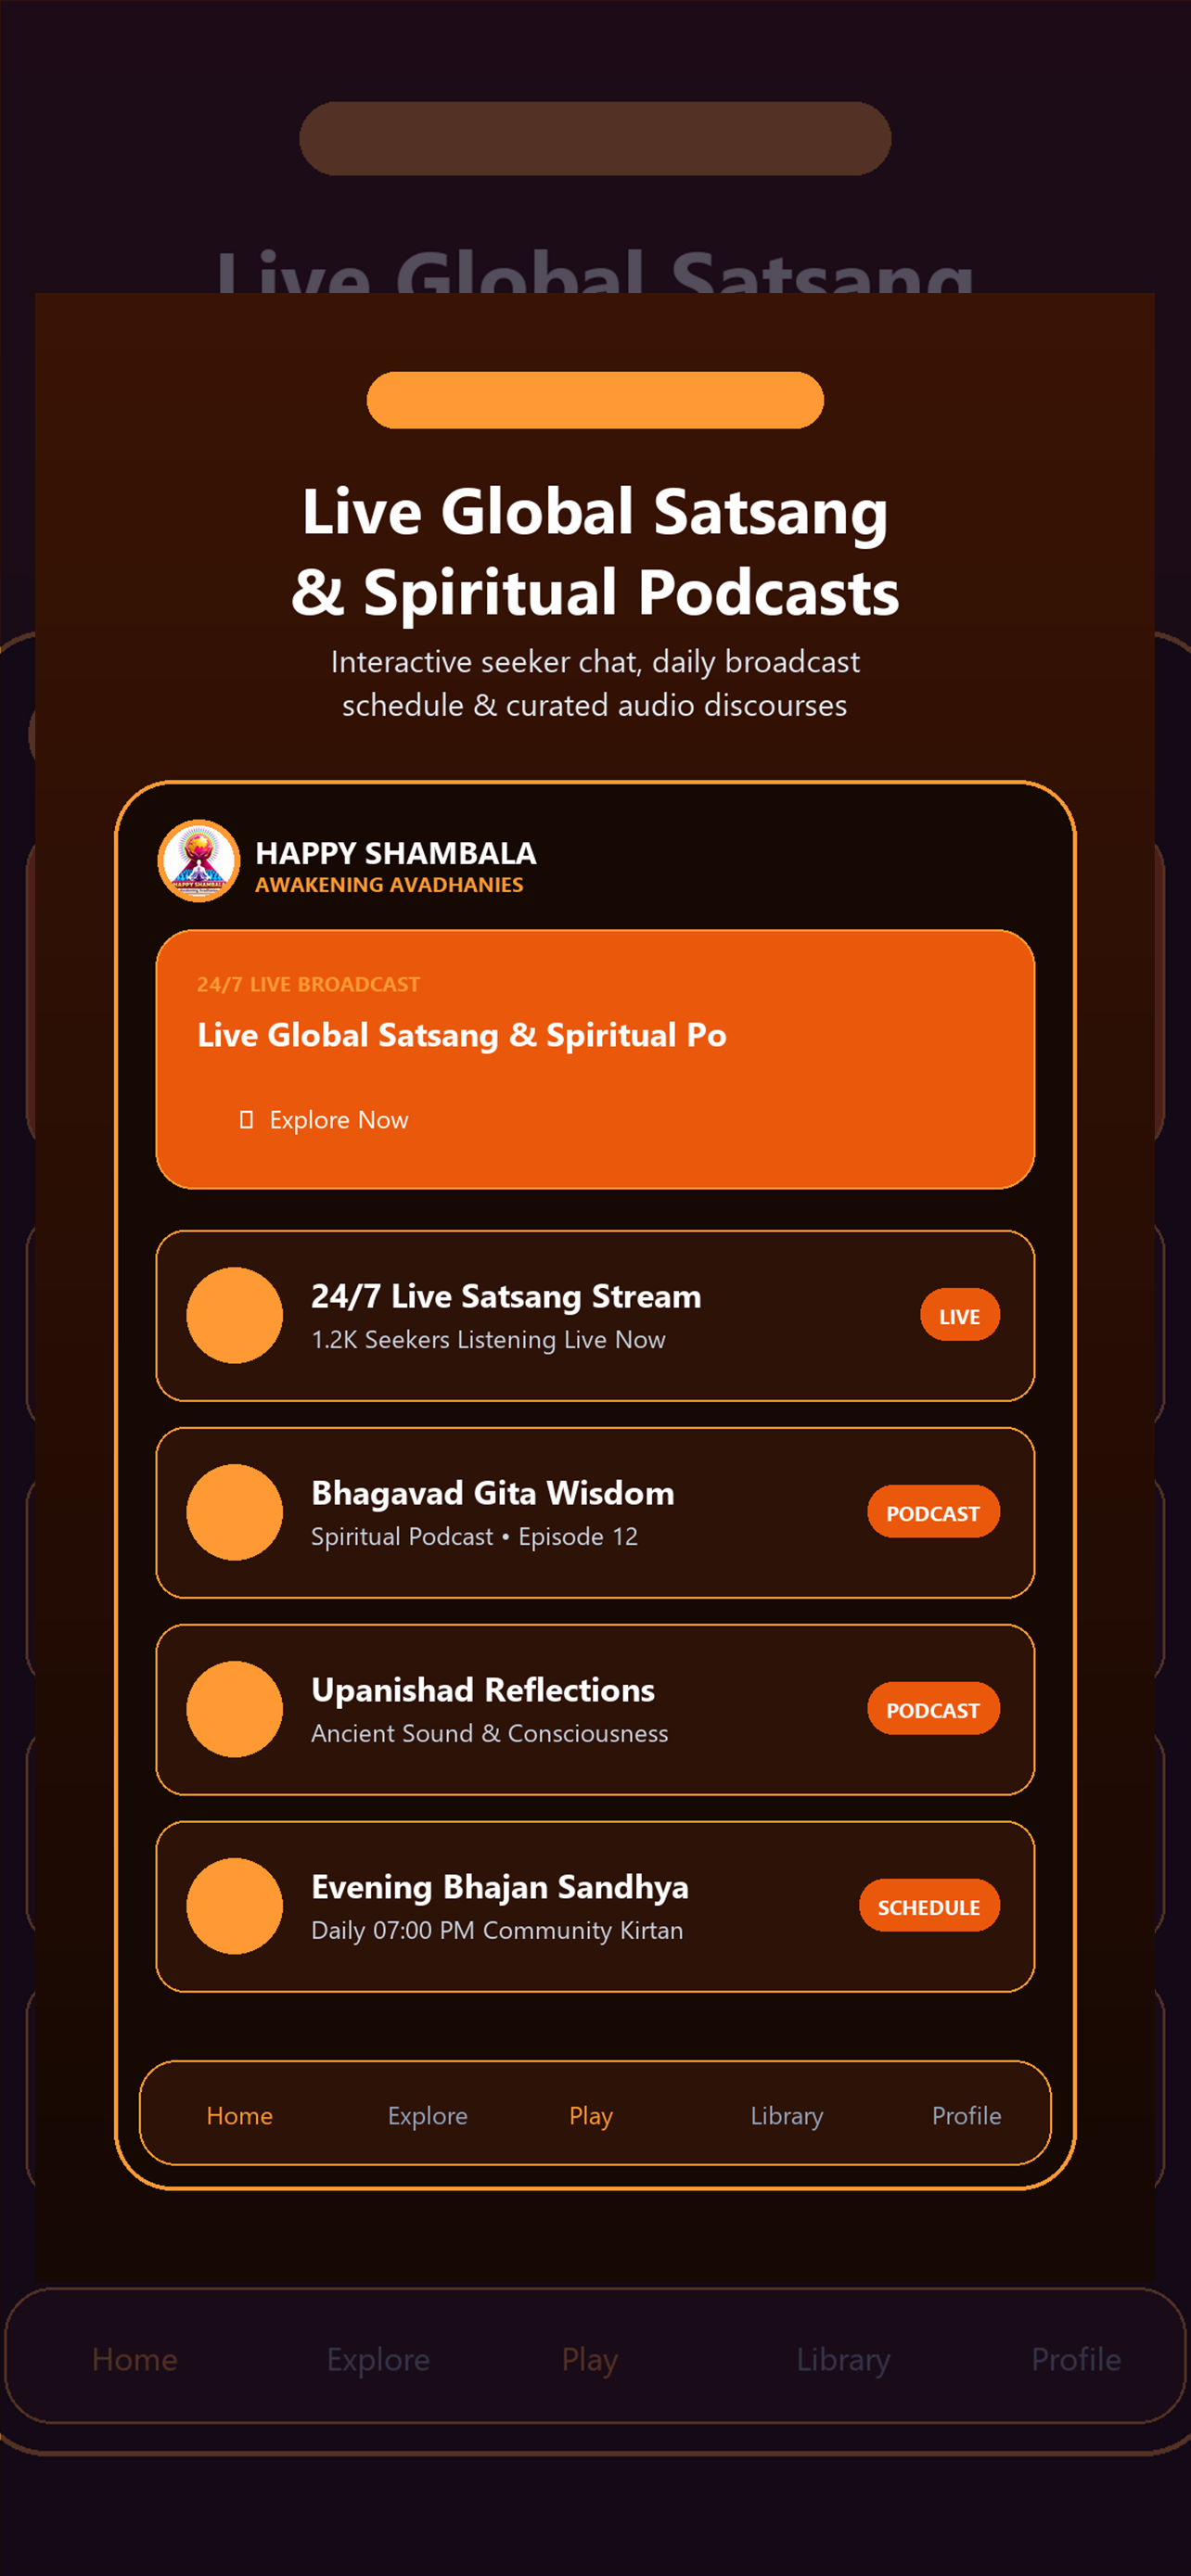 Live Global Satsang
Live Global Satsang
& Spiritual Podcasts
Interactive seeker chat, daily broadcast
schedule & curated audio discourses
HAPPY SHAMBALA
HAPPY SHAMBALA
AWAKENING AVADHANIES
24/7 LIVE BROADCAST
Live Global Satsang & Spiritual Po
Explore Now
24/7 Live Satsang Stream
1.2K Seekers Listening Live Now
LIVE
Bhagavad Gita Wisdom
Spiritual Podcast • Episode 12
PODCAST
Upanishad Reflections
Ancient Sound & Consciousness
PODCAST
Evening Bhajan Sandhya
Daily 07:00 PM Community Kirtan
SCHEDULE
Home Explore Play Library Profile
Home Explore Play Library Profile